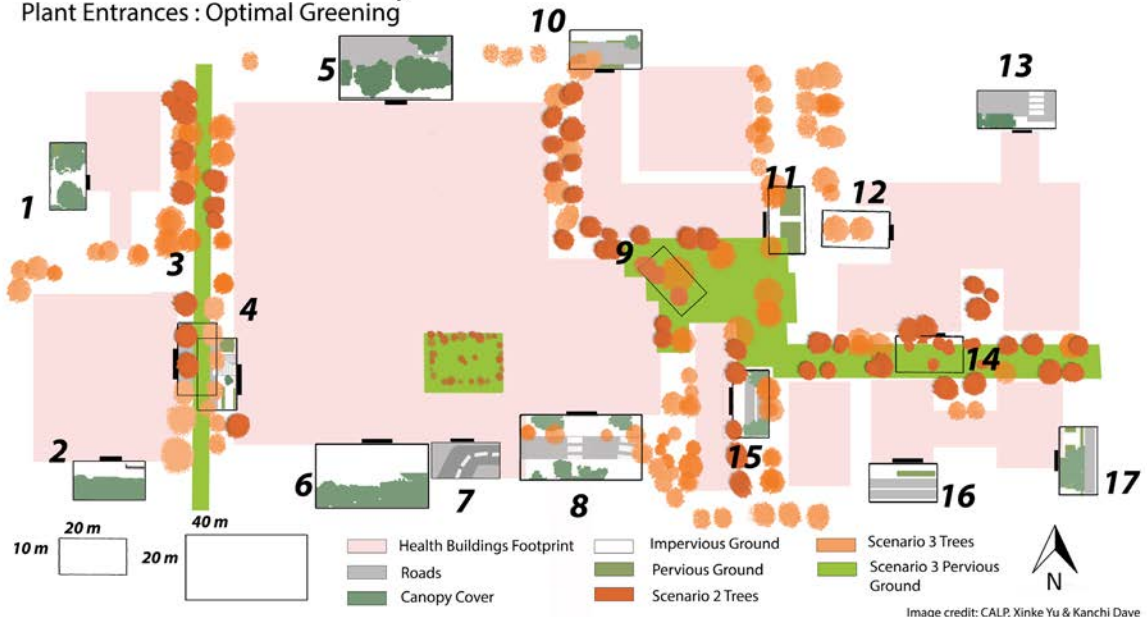 Plant Entrances : Optimal Greening
10
5
13
1
11
12
3
9
4
14
2
15
6
7
8
16
17
20 m
40 m
10 m
20 m
Health Buildings Footprint
Roads
Canopy Cover
Impervious Ground
Pervious Ground
Scenario 2 Trees
Scenario 3 Trees
Scenario 3 Pervious
Ground
N
Image credit: CALP, Xinke Yu & Kanchi Dave